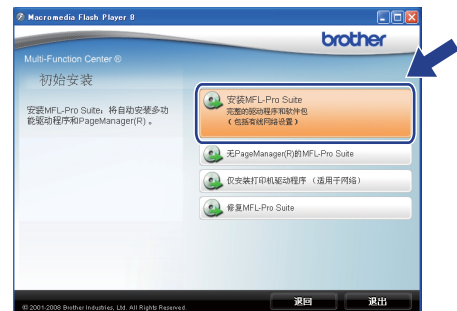 Macromedia Flash Player 8
brother
Multi-Function Center ®
初始安装
安装MFL-Pro Suite，将自动安装多功
能驱动程序和PageManager(R) 。
安装MFL-Pro Suite
完整的驱动程序和软件包
（ 包括有线网络设置 ）
无PageManager(R)的MFL-Pro Suite
仅安装打印机驱动程序 （适用于网络）
修复MFL-Pro Suite
© 2001-2008 Brother Industries, Ltd. All Rights Reserved.
退回
退出